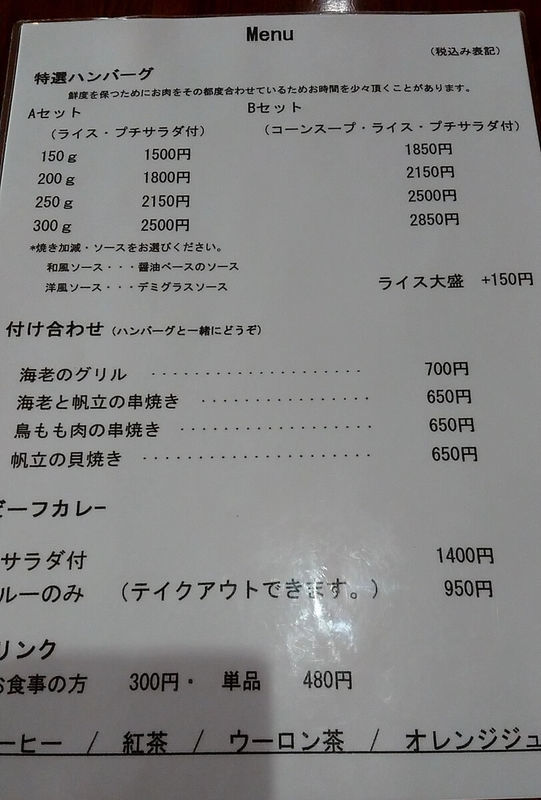 Menu
(税込み表記)
特選ハンバーグ
鮮度を保つためにお肉をその都度合わせているためお時間を少々頂くことがあります。
Aセット Bセット
(ライス・プチサラダ付) (コーンスープ・ライス・プチサラダ付)
150g 1500円 1850円
200g 1800円 2150円
250g 2150円 2500円
300g 2500円 2850円
*焼き加減・ソースをお選びください。
和風ソース・・・醤油ベースのソース
洋風ソース・・・デミグラスソース
ライス大盛 +150円
付け合わせ (ハンバーグと一緒にどうぞ)
海老のグリル ・・・・・・・・・・・・・・・・・・・・ 700円
海老と帆立の串焼き ・・・・・・・・・・・・・・・・ 650円
鳥もも肉の串焼き ・・・・・・・・・・・・・・・・・・ 650円
帆立の貝焼き ・・・・・・・・・・・・・・・・・・・・・ 650円
ビーフカレー
サラダ付 1400円
ルーのみ (テイクアウトできます。) 950円
リンク
お食事の方 300円・ 単品 480円
ーヒー / 紅茶 / ウーロン茶 / オレンジジュ